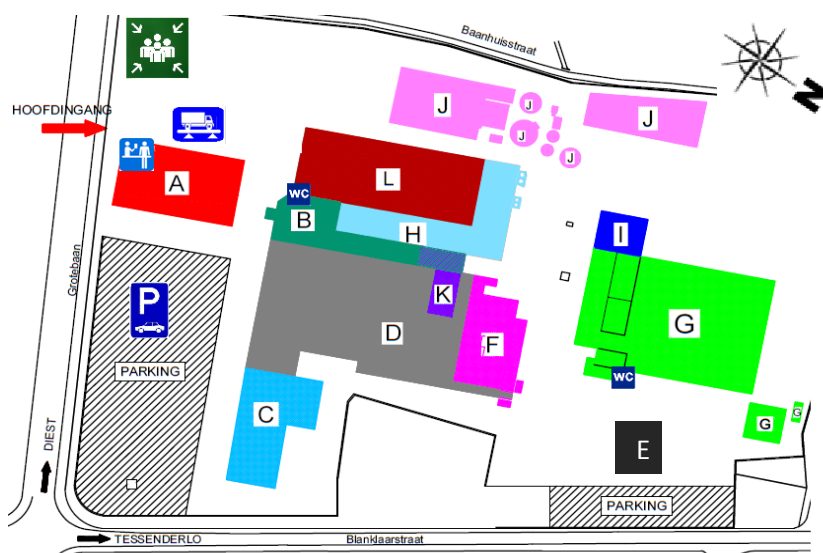 Baanhuisstraat
HOOFDINGANG
N
J
J
J
J
J
A
L
WC
B
H
I
Grotebaan
P
K
D
G
F
PARKING
WC
C
G
G
E
DIEST
PARKING
TESSENDERLO
Blanklaarstraat